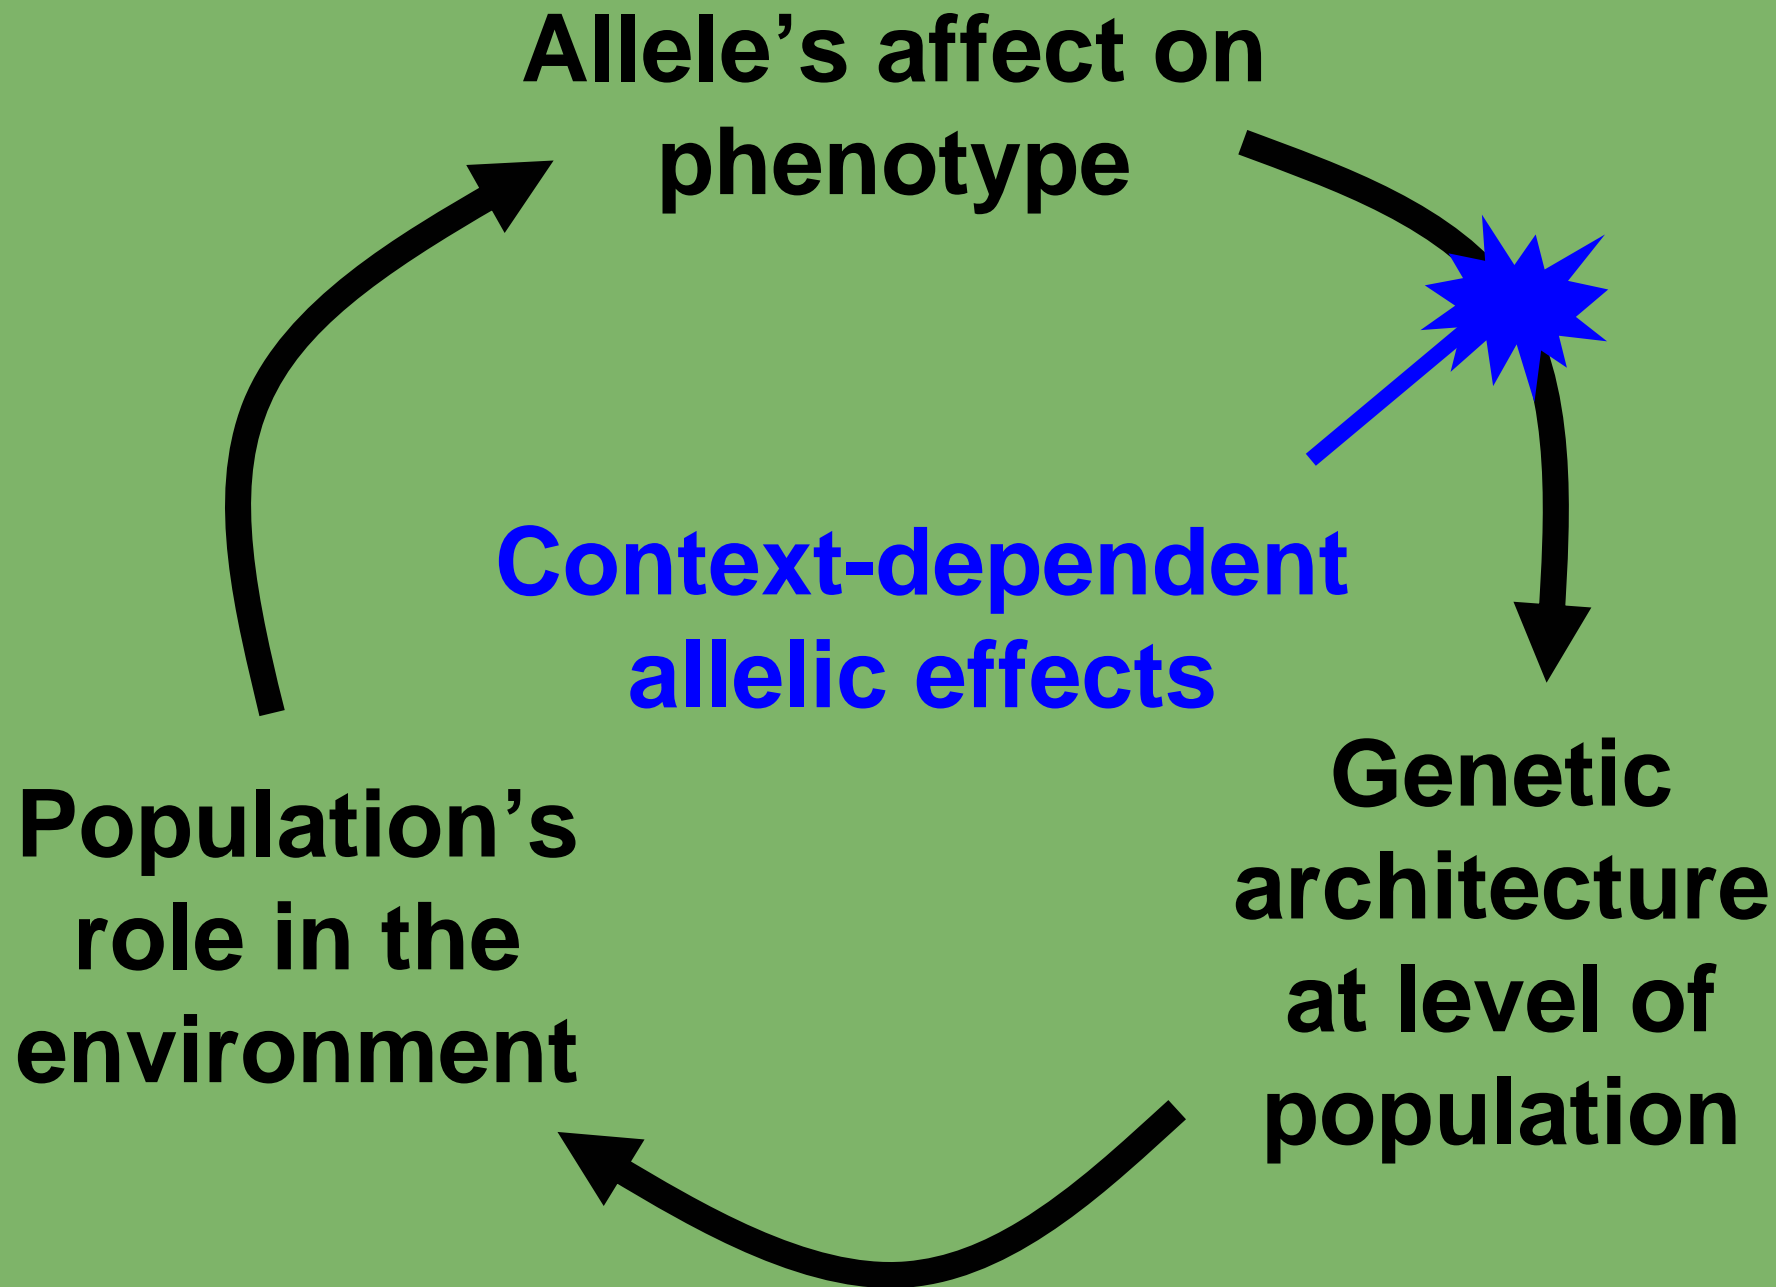 Allele’s affect on
phenotype
Context-dependent
allelic effects
Genetic
architecture
at level of
population
Population’s
role in the
environment